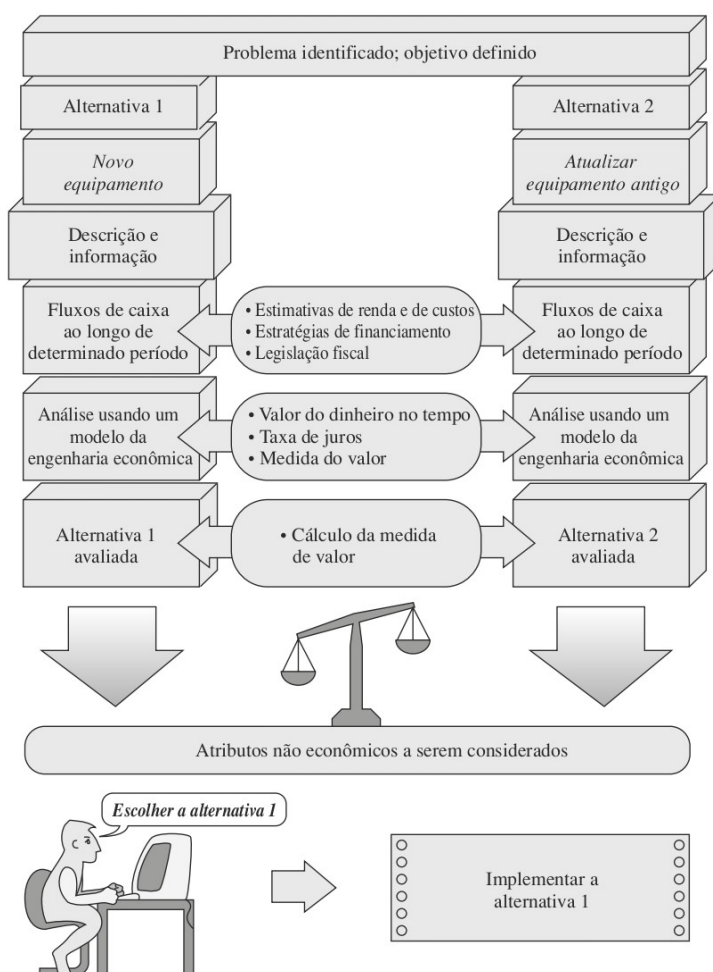 Problema identificado; objetivo definido
Alternativa 1
Alternativa 2
Novo
equipamento
Atualizar
equipamento antigo
Descrição e
informação
Descrição e
informação
Fluxos de caixa
ao longo de
determinado período
• Estimativas de renda e de custos
• Estratégias de financiamento
• Legislação fiscal
Fluxos de caixa
ao longo de
determinado período
Análise usando um
modelo da
engenharia econômica
• Valor do dinheiro no tempo
• Taxa de juros
• Medida do valor
Análise usando um
modelo da
engenharia econômica
Alternativa 1
avaliada
• Cálculo da medida
de valor
Alternativa 2
avaliada
Atributos não econômicos a serem considerados
Escolher a alternativa 1
Implementar a
alternativa 1